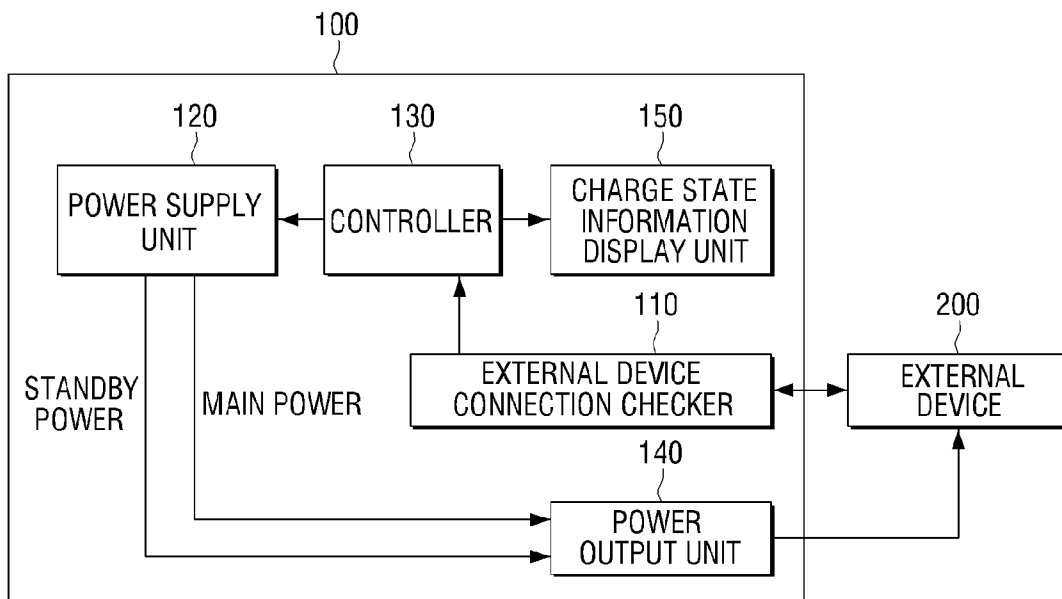 100
120
130
150
POWER SUPPLY
UNIT
CONTROLLER
CHARGE STATE
INFORMATION
DISPLAY UNIT
110
200
STANDBY
POWER
MAIN POWER
EXTERNAL DEVICE
CONNECTION CHECKER
EXTERNAL
DEVICE
140
POWER
OUTPUT UNIT